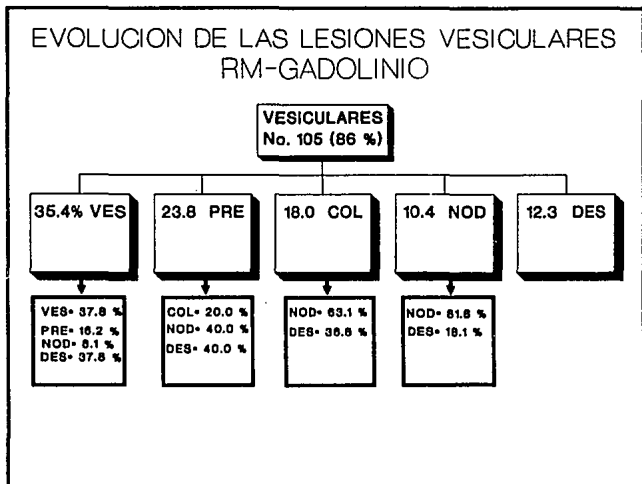 EVOLUCION DE LAS LESIONES VESICULARES
RM-GADOLINIO
VESICULARES
No. 105 (86 %)
35.4% VES
23.8 PRE
18.0 COL
10.4 NOD
12.3 DES
VES= 37.8 %
PRE= 16.2 %
NOD= 8.1 %
DES= 37.8 %
COL= 20.0 %
NOD= 40.0 %
DES= 40.0 %
NOD= 63.1 %
DES= 36.8 %
NOD= 81.8 %
DES= 18.1 %